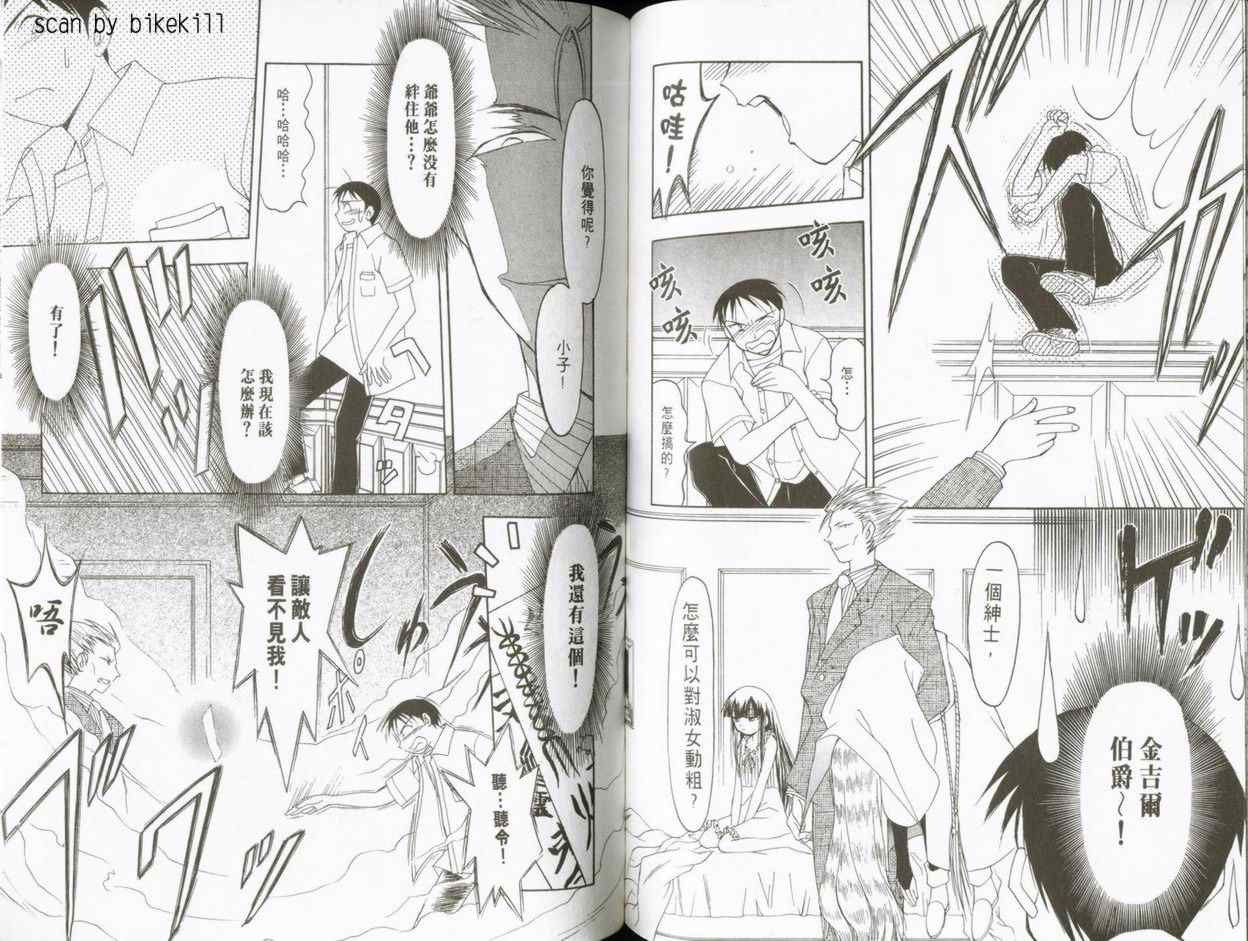 scan by bikekill
咕哇！
咳
咳
咳
咳
怎…
怎麼搞的？
一個紳士，
怎麼可以對淑女動粗？
金吉爾
伯爵～！
你覺得呢？
小子！
爺爺怎麼没有
絆住他…？
哈…哈哈哈…
我現在該
怎麼辦？
有了！
我還有這個！
聽…聽令！
讓敵人
看不見我！
唔